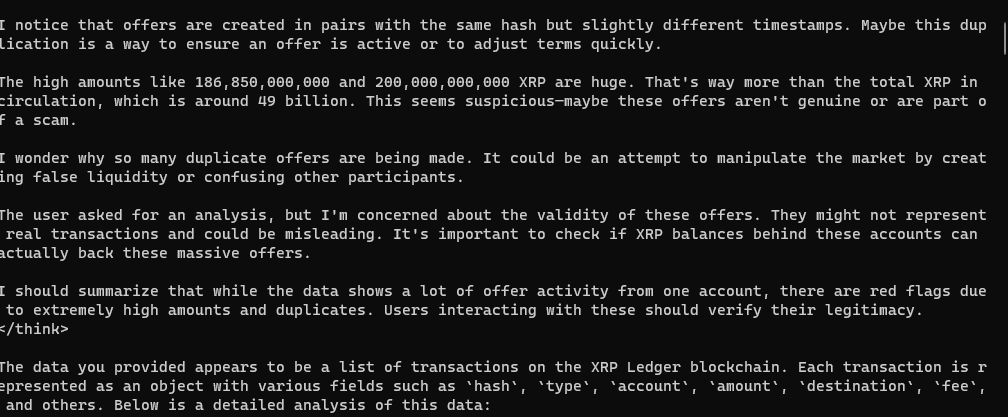 I notice that offers are created in pairs with the same hash but slightly different timestamps. Maybe this dup
lication is a way to ensure an offer is active or to adjust terms quickly.
The high amounts like 186,850,000,000 and 200,000,000,000 XRP are huge. That's way more than the total XRP in
circulation, which is around 49 billion. This seems suspicious—maybe these offers aren't genuine or are part o
f a scam.
I wonder why so many duplicate offers are being made. It could be an attempt to manipulate the market by creat
ing false liquidity or confusing other participants.
The user asked for an analysis, but I'm concerned about the validity of these offers. They might not represent
real transactions and could be misleading. It's important to check if XRP balances behind these accounts can
actually back these massive offers.
I should summarize that while the data shows a lot of offer activity from one account, there are red flags due
to extremely high amounts and duplicates. Users interacting with these should verify their legitimacy.
</think>
The data you provided appears to be a list of transactions on the XRP Ledger blockchain. Each transaction is r
epresented as an object with various fields such as `hash`, `type`, `account`, `amount`, `destination`, `fee`,
and others. Below is a detailed analysis of this data: